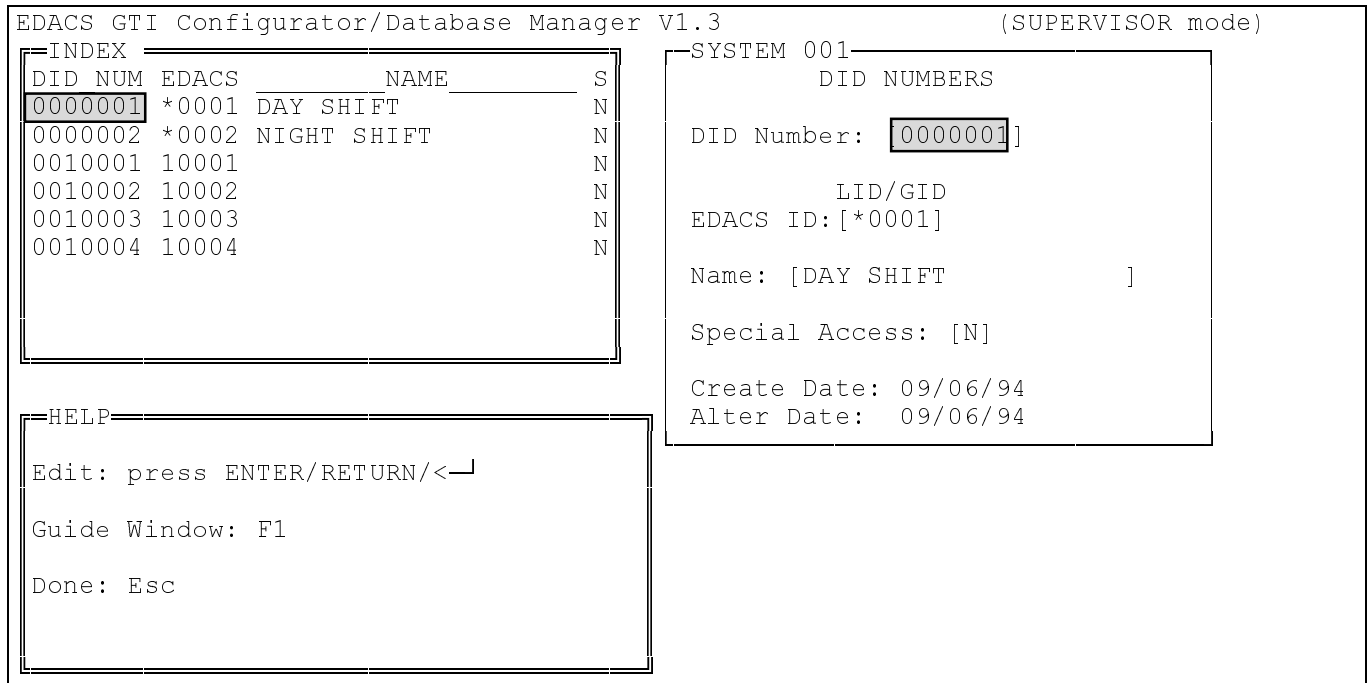 EDACS GTI Configurator/Database Manager V1.3 (SUPERVISOR mode)
INDEX
DID_NUM EDACS ________NAME________ S
0000001 *0001 DAY SHIFT N
0000002 *0002 NIGHT SHIFT N
0010001 10001 N
0010002 10002 N
0010003 10003 N
0010004 10004 N
SYSTEM 001
DID NUMBERS
DID Number: [0000001]
LID/GID
EDACS ID:[*0001]
Name: [DAY SHIFT ]
Special Access: [N]
Create Date: 09/06/94
Alter Date: 09/06/94
HELP
Edit: press ENTER/RETURN/<─┘
Guide Window: F1
Done: Esc